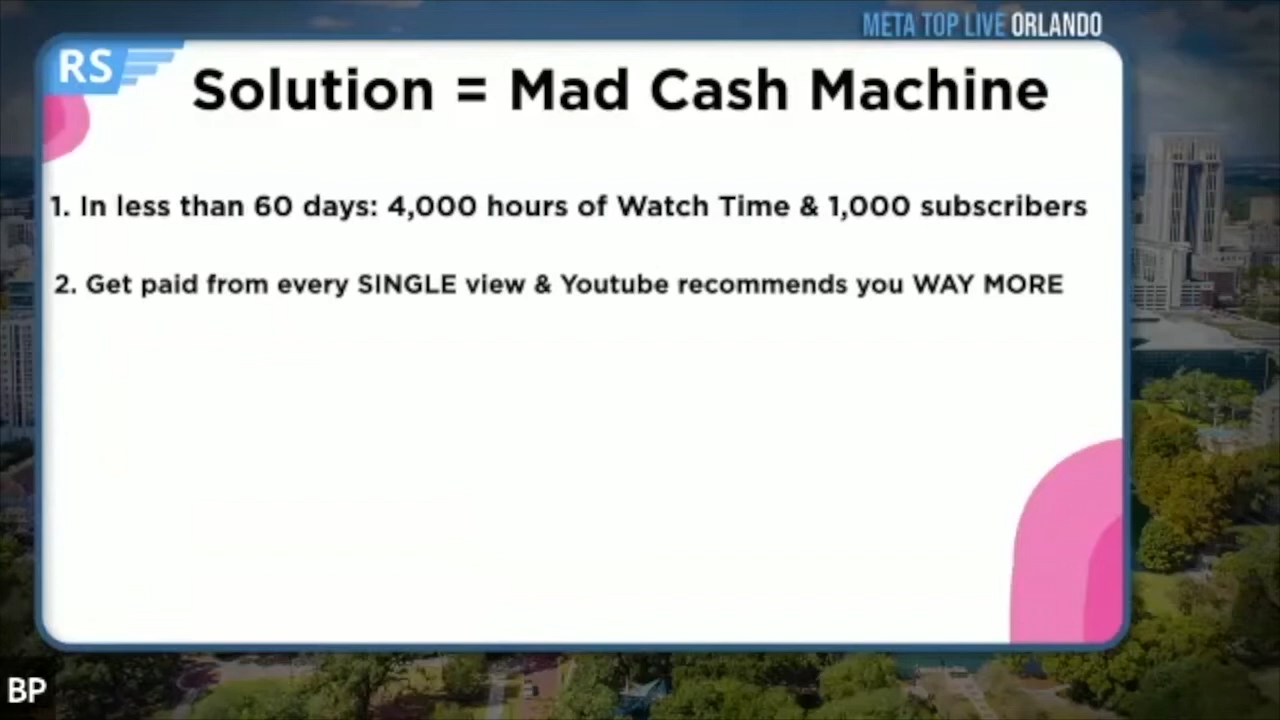 META TOP LIVE ORLANDO
RS
Solution = Mad Cash Machine
1. In less than 60 days: 4,000 hours of Watch Time & 1,000 subscribers
2. Get paid from every SINGLE view & Youtube recommends you WAY MORE
BP